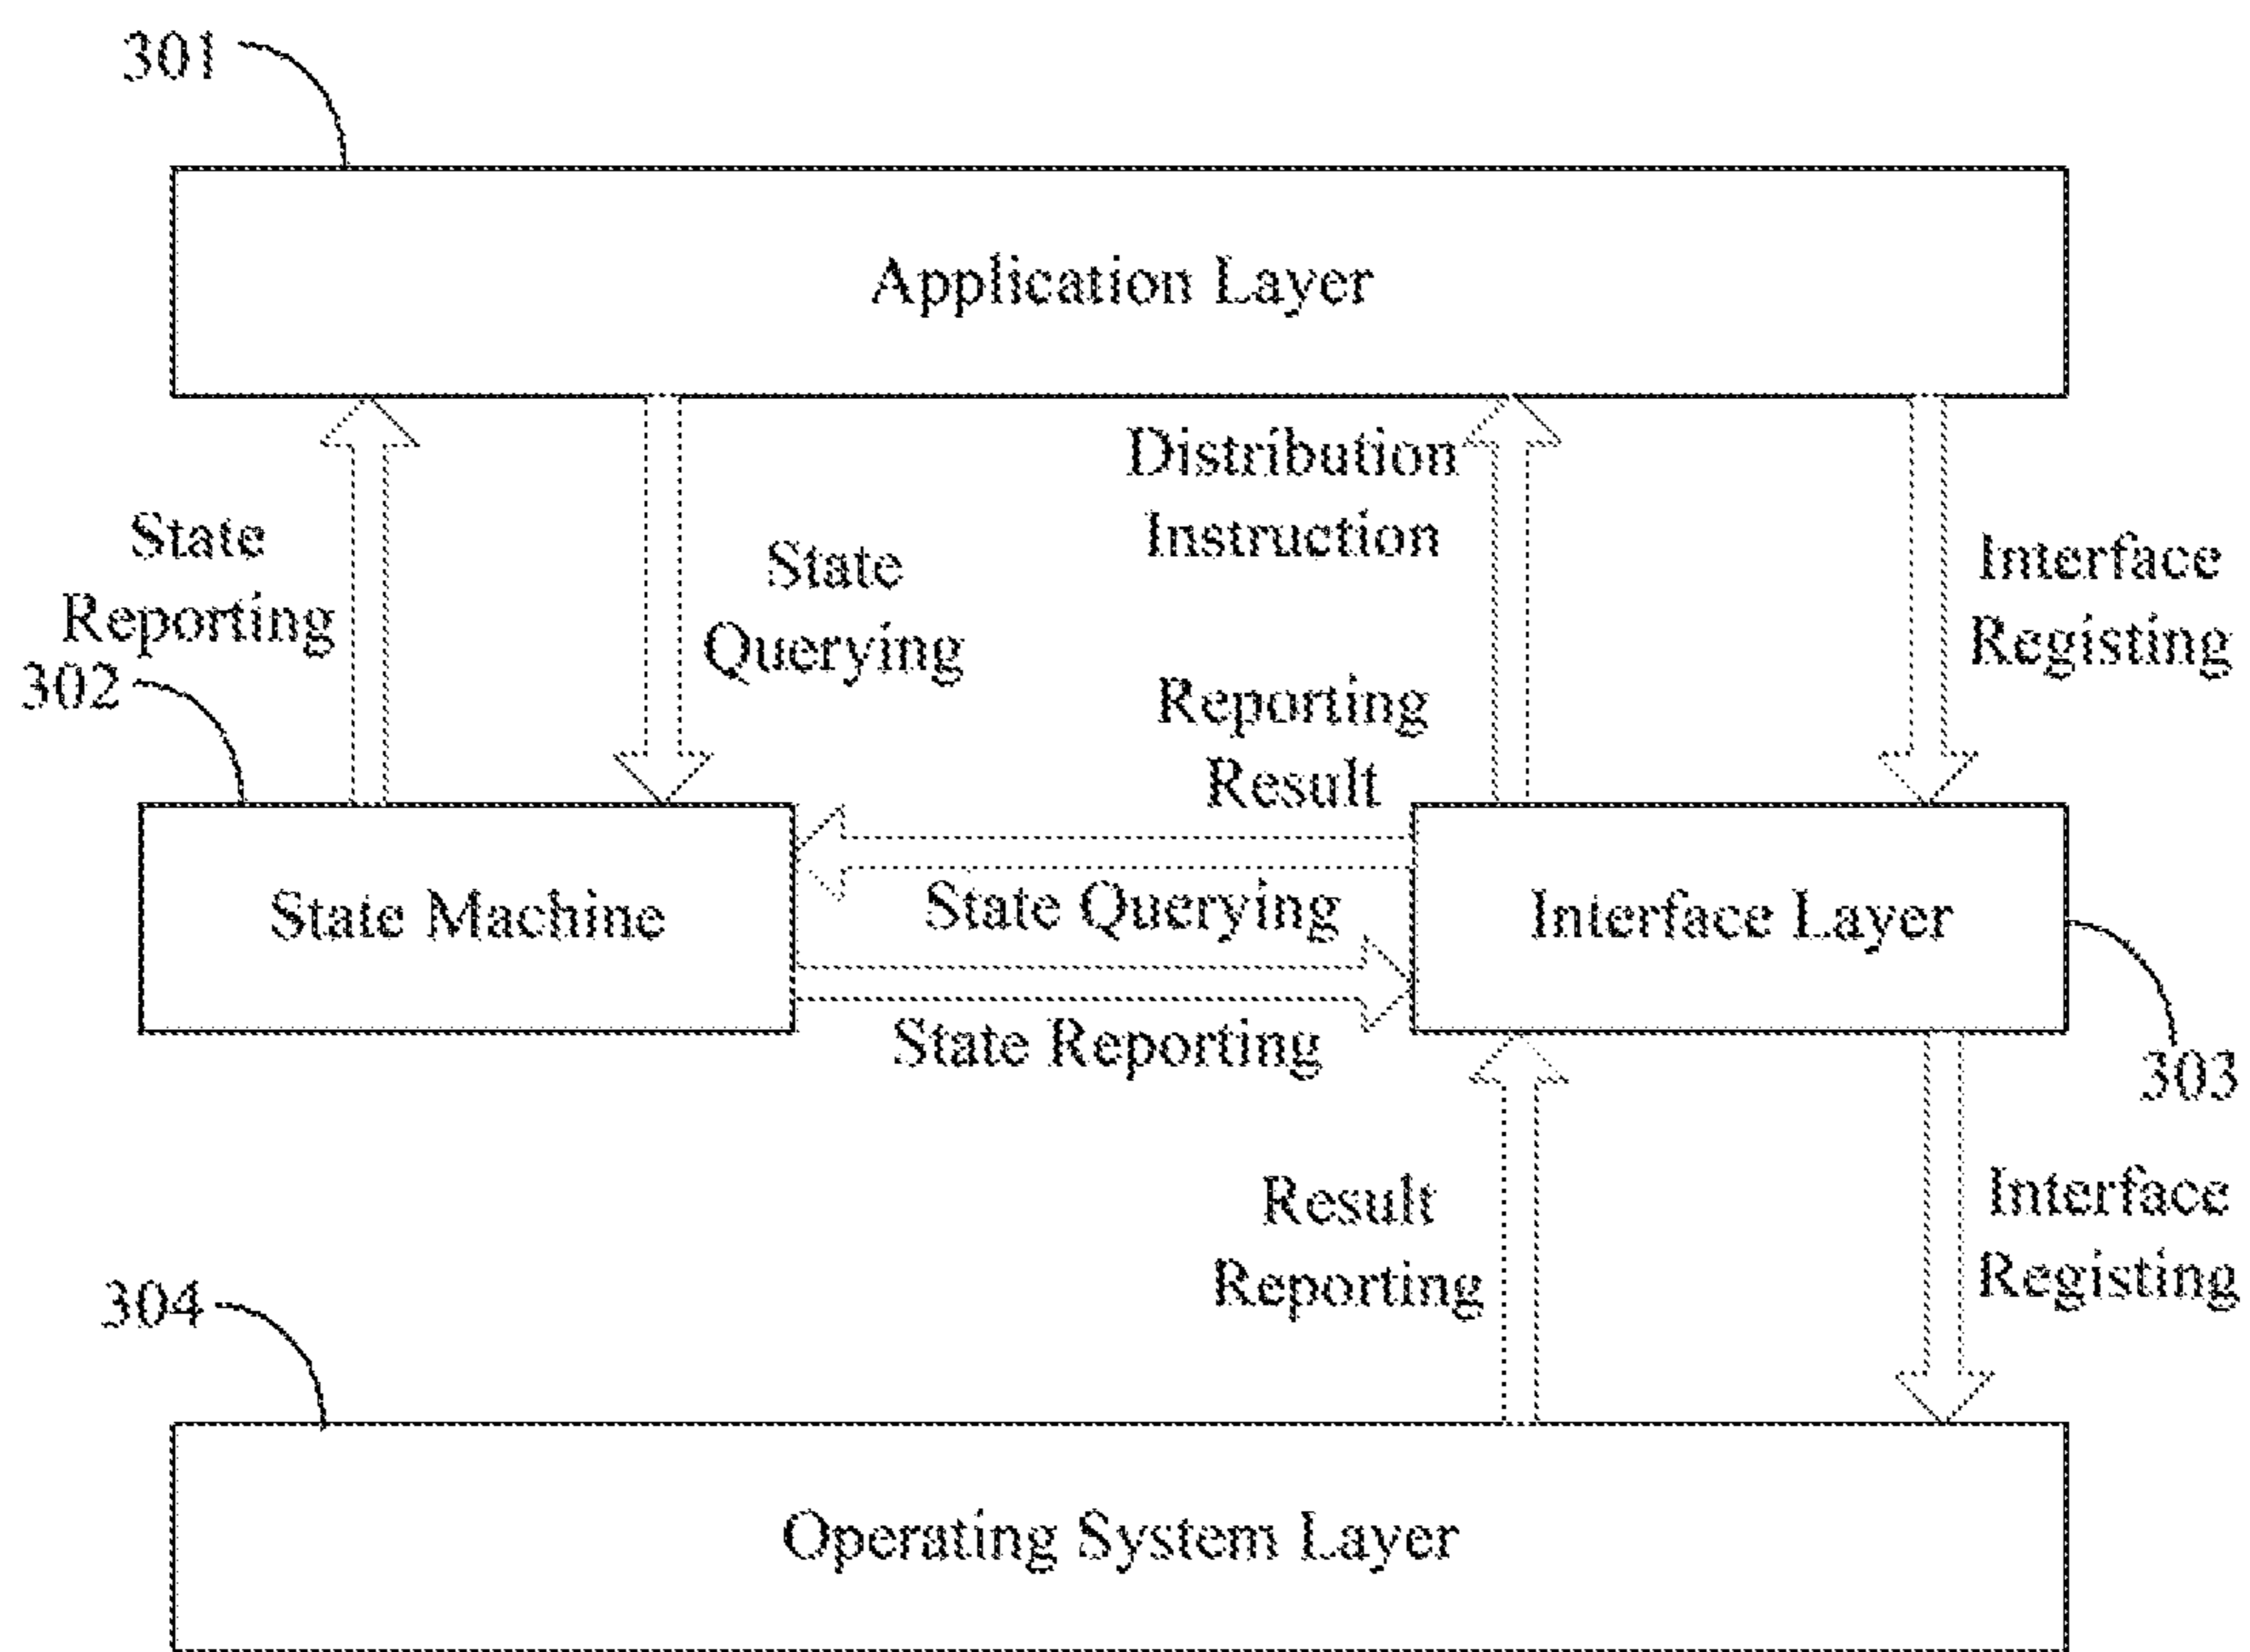 301
Application Layer
State
Reporting
State
Querying
Distribution
Instruction
Reporting
Result
Interface
Registing
302
State Machine
State Querying
State Reporting
Interface Layer
303
Result
Reporting
Interface
Registing
304
Operating System Layer